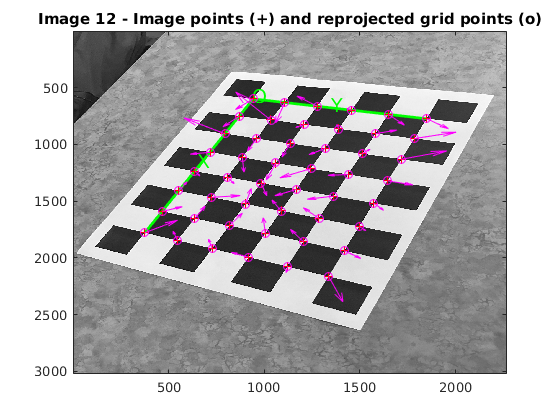 Image 12 - Image points (+) and reprojected grid points (o)
O
Y
X
500
1000
1500
2000
2500
3000
500 1000 1500 2000